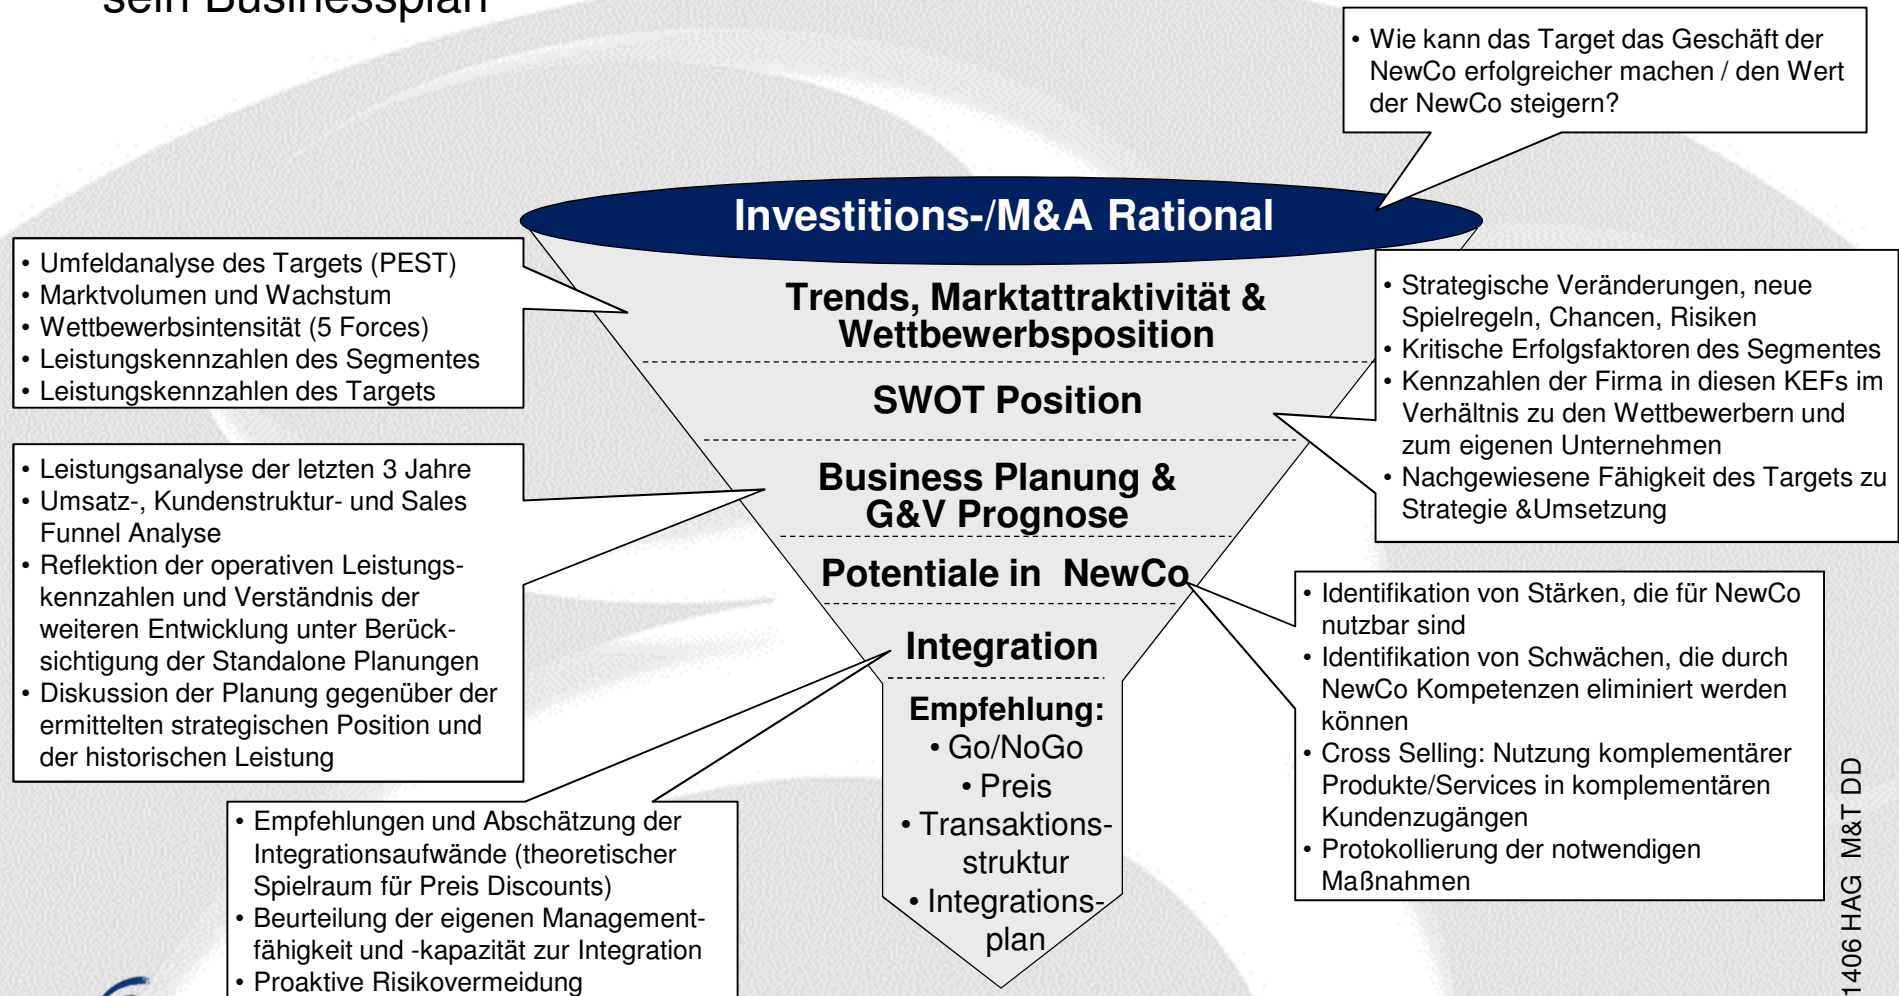 sein Businessplan
• Wie kann das Target das Geschäft der
NewCo erfolgreicher machen / den Wert
der NewCo steigern?
Investitions-/M&A Rational
• Umfeldanalyse des Targets (PEST)
• Marktvolumen und Wachstum
• Wettbewerbsintensität (5 Forces)
• Leistungskennzahlen des Segmentes
• Leistungskennzahlen des Targets
Trends, Marktattraktivität &
Wettbewerbsposition
• Strategische Veränderungen, neue
Spielregeln, Chancen, Risiken
• Kritische Erfolgsfaktoren des Segmentes
• Kennzahlen der Firma in diesen KEFs im
Verhältnis zu den Wettbewerbern und
zum eigenen Unternehmen
• Nachgewiesene Fähigkeit des Targets zu
Strategie &Umsetzung
SWOT Position
• Leistungsanalyse der letzten 3 Jahre
• Umsatz-, Kundenstruktur- und Sales
Funnel Analyse
• Reflektion der operativen Leistungs-
kennzahlen und Verständnis der
weiteren Entwicklung unter Berück-
sichtigung der Standalone Planungen
• Diskussion der Planung gegenüber der
ermittelten strategischen Position und
der historischen Leistung
Business Planung &
G&V Prognose
Potentiale in NewCo
• Identifikation von Stärken, die für NewCo
nutzbar sind
• Identifikation von Schwächen, die durch
NewCo Kompetenzen eliminiert werden
können
• Cross Selling: Nutzung komplementärer
Produkte/Services in komplementären
Kundenzugängen
• Protokollierung der notwendigen
Maßnahmen
Integration
• Empfehlungen und Abschätzung der
Integrationsaufwände (theoretischer
Spielraum für Preis Discounts)
• Beurteilung der eigenen Management-
fähigkeit und -kapazität zur Integration
• Proaktive Risikovermeidung
Empfehlung:
• Go/NoGo
• Preis
• Transaktions-
struktur
• Integrations-
plan
1406 HAG M&T DD